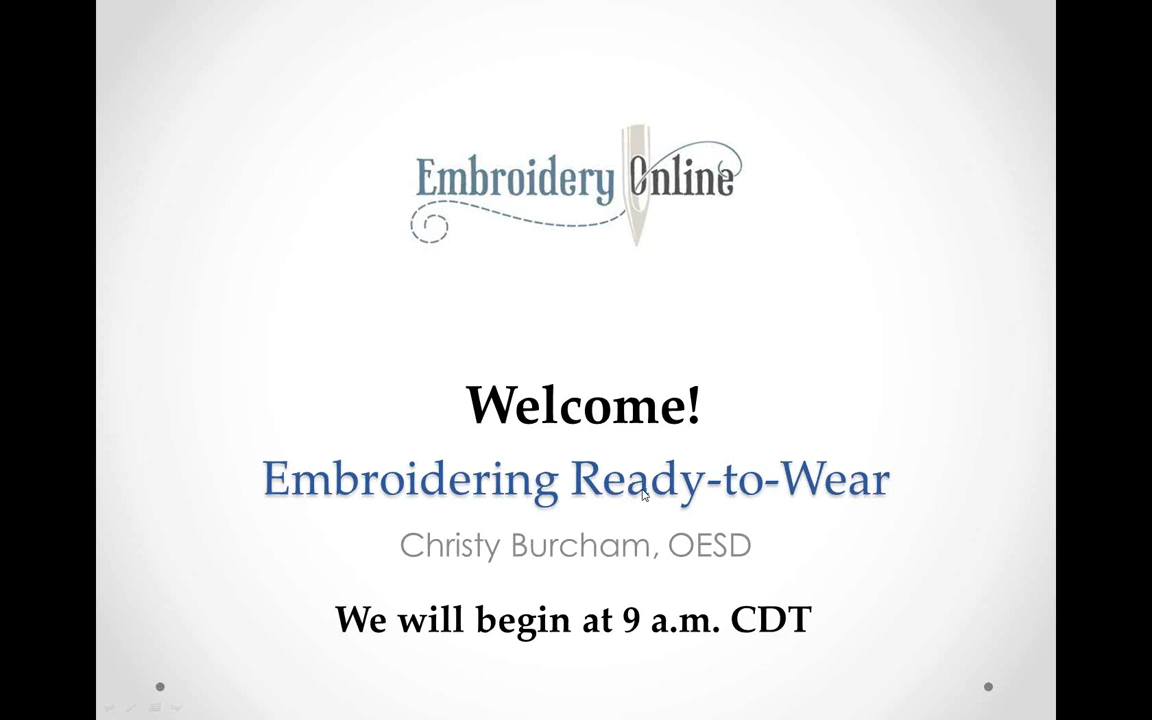 Embroidery Online
Welcome!
Embroidering Ready-to-Wear
Christy Burcham, OESD
We will begin at 9 a.m. CDT